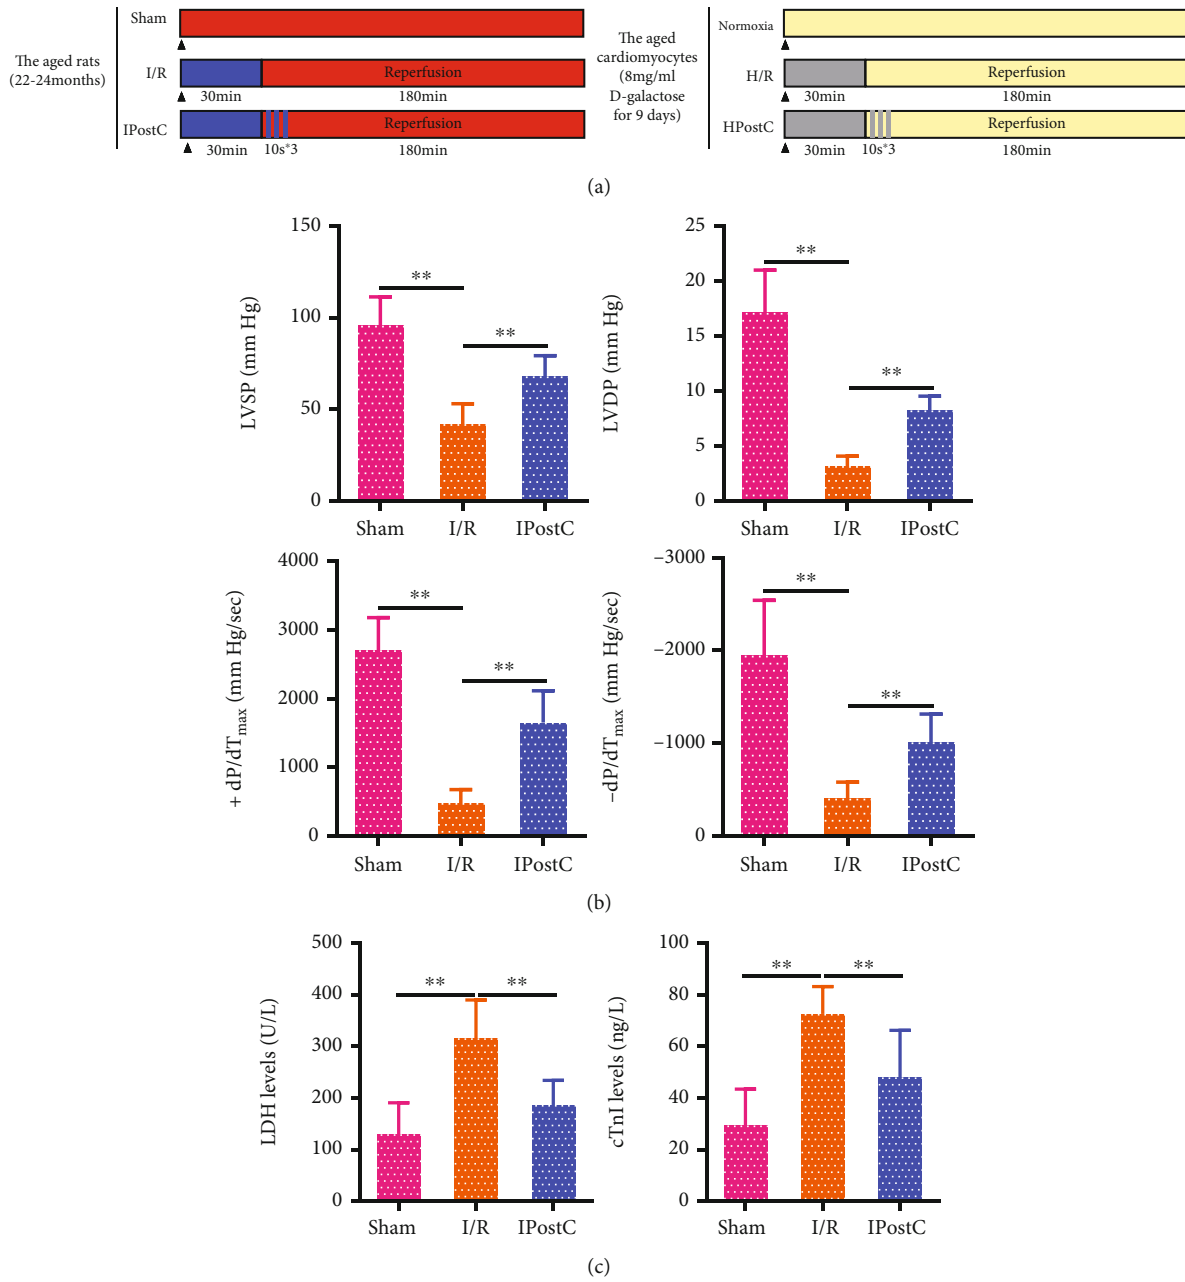 The aged rats
(22-24months)
Sham
I/R
Reperfusion
30min
180min
IPostC
Reperfusion
30min
10s*3
180min
The aged
cardiomyocytes
(8mg/ml
D-galactose
for 9 days)
Normoxia
H/R
Reperfusion
30min
180min
HPostC
Reperfusion
30min
10s*3
180min
(a)
LVSP (mm Hg)
150
100
50
0
**
**
Sham
I/R
IPostC
LVDP (mm Hg)
25
20
15
10
5
0
**
**
Sham
I/R
IPostC
+ dP/dTmax (mm Hg/sec)
4000
3000
2000
1000
0
**
**
Sham
I/R
IPostC
–dP/dTmax (mm Hg/sec)
–3000
–2000
–1000
0
**
**
Sham
I/R
IPostC
(b)
LDH levels (U/L)
500
400
300
200
100
0
**
**
Sham
I/R
IPostC
cTnI levels (ng/L)
100
80
60
40
20
0
**
**
Sham
I/R
IPostC
(c)